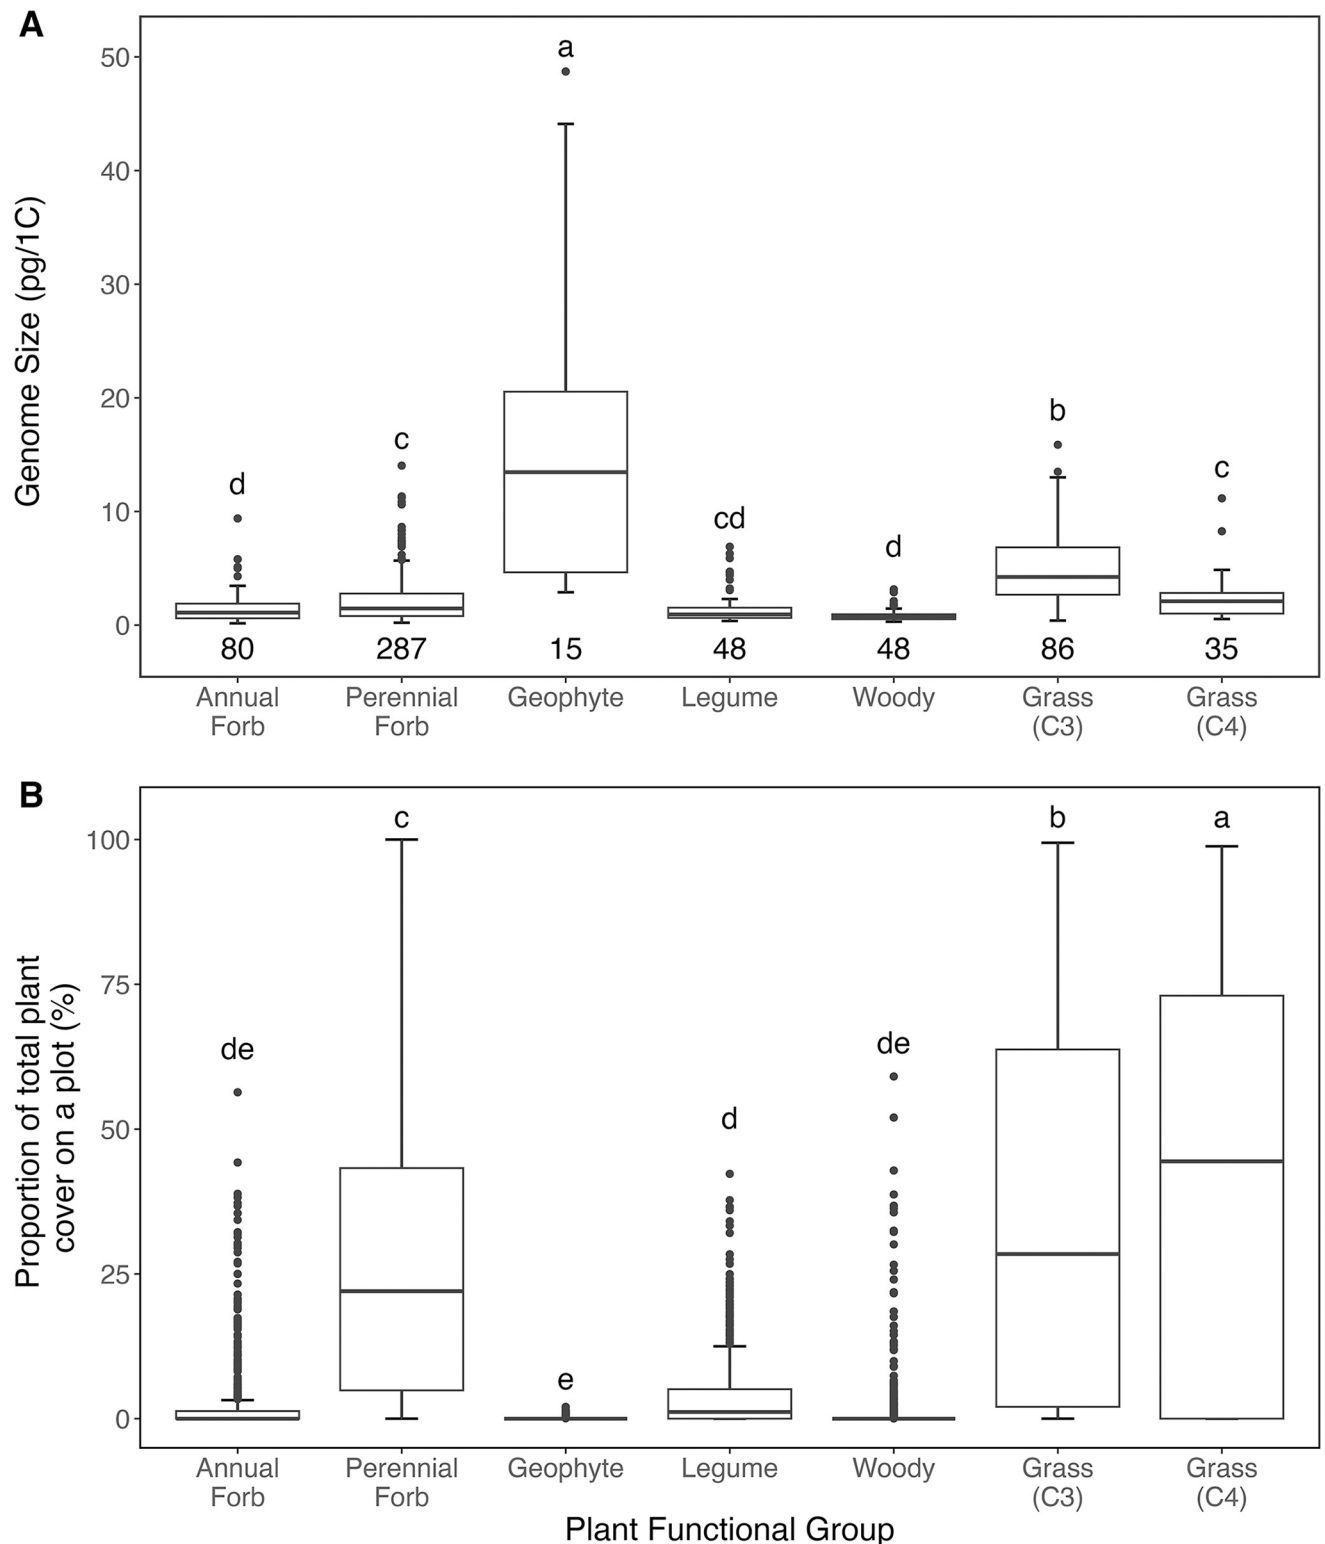 A
a
50
40
Genome Size (pg/1C)
30
20
b
c
c
d
10
cd
d
0
80 287 15 48 48 86 35
Annual Forb
Perennial Forb
Geophyte
Legume
Woody
Grass (C3)
Grass (C4)
B
c b a
100
Proportion of total plant
cover on a plot (%)
75
de
de
50
d
25
e
0
Annual Forb
Perennial Forb
Geophyte
Legume
Woody
Grass (C3)
Grass (C4)
Plant Functional Group